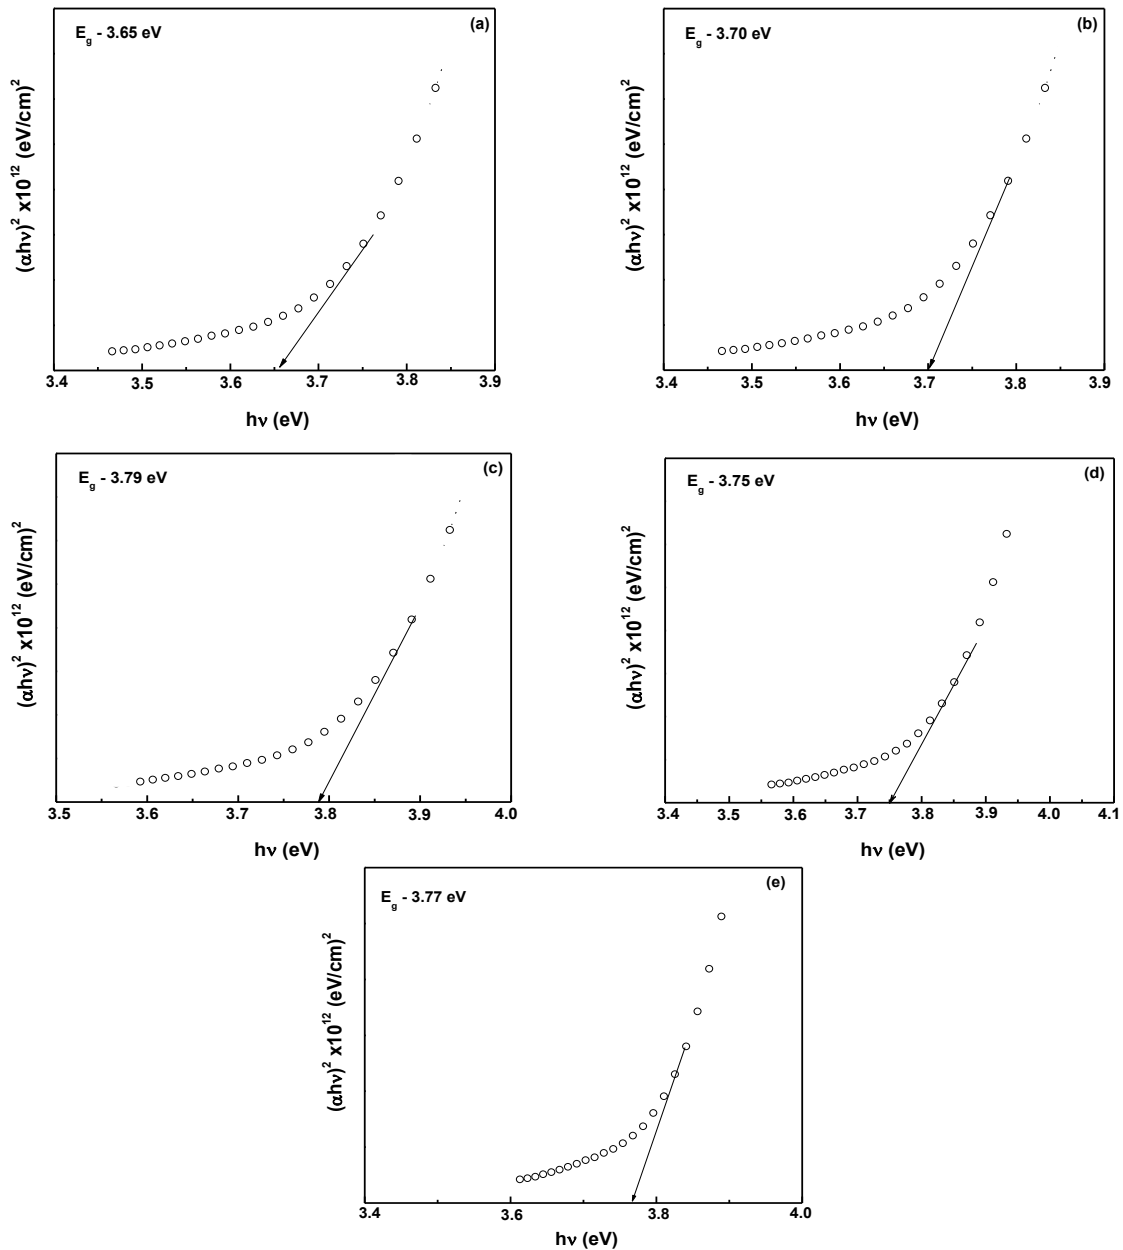 E_g - 3.65 eV
(a)
(αhν)^2 x10^12 (eV/cm)^2
3.4 3.5 3.6 3.7 3.8 3.9
hν (eV)
E_g - 3.70 eV
(b)
(αhν)^2 x10^12 (eV/cm)^2
3.4 3.5 3.6 3.7 3.8 3.9
hν (eV)
E_g - 3.79 eV
(c)
(αhν)^2 x10^12 (eV/cm)^2
3.5 3.6 3.7 3.8 3.9 4.0
hν (eV)
E_g - 3.75 eV
(d)
(αhν)^2 x10^12 (eV/cm)^2
3.4 3.5 3.6 3.7 3.8 3.9 4.0 4.1
hν (eV)
E_g - 3.77 eV
(e)
(αhν)^2 x10^12 (eV/cm)^2
3.4 3.6 3.8 4.0
hν (eV)